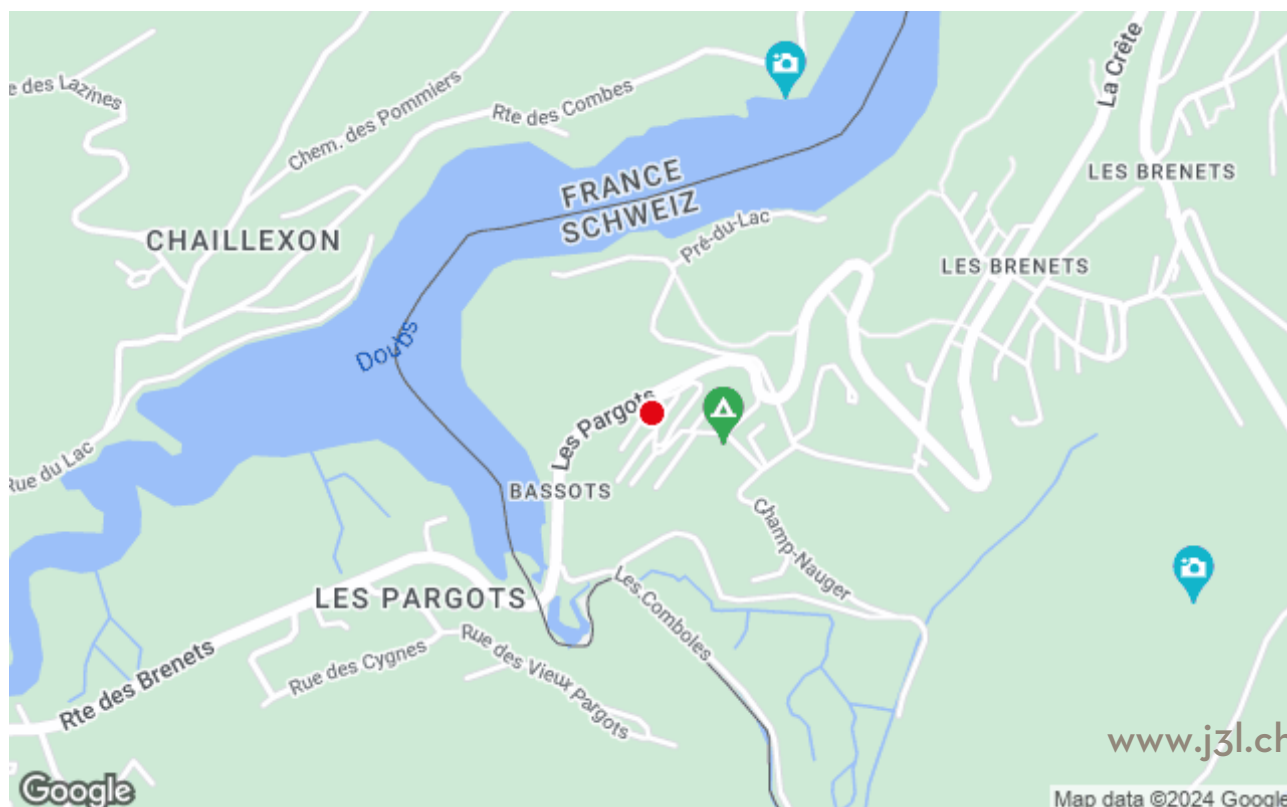 e des Lazines
Chem. des Pommiers
Rte des Combes
La Crête
LES BRENETS
FRANCE
SCHWEIZ
CHAILLEXON
Pré-du-Lac
LES BRENETS
Doubs
Les Pargots
Rue du Lac
BASSOTS
Champ-Nauger
LES PARGOTS
Les Comboles
Rte des Brenets
Rue des Cygnes
Rue des Vieux Pargots
www.j3l.ch
Google
Map data ©2024 Google